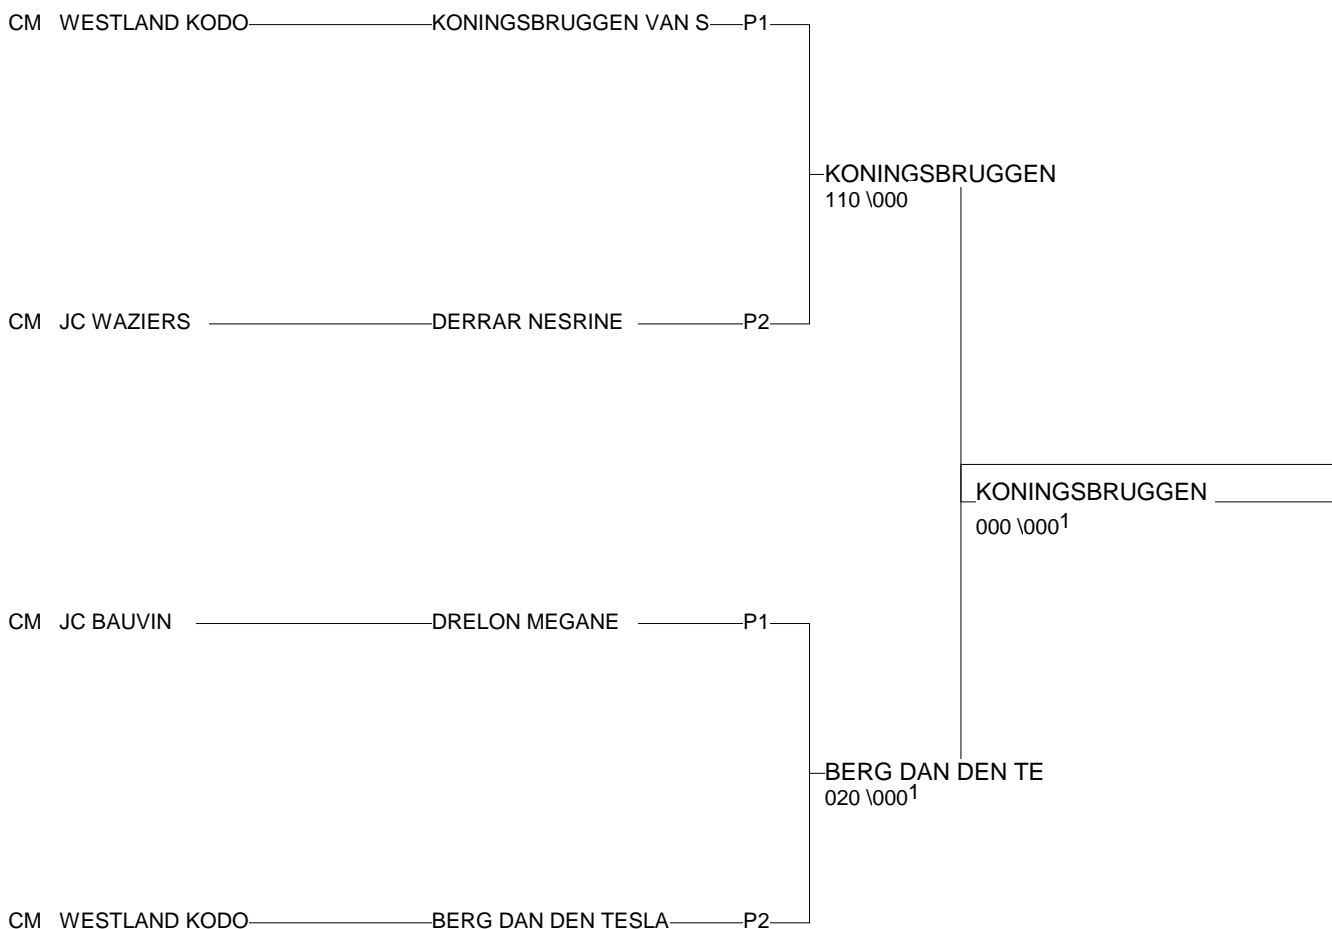 CM WESTLAND KODO KONINGSBRUGGEN VAN S P1
KONINGSBRUGGEN
110 \000
CM JC WAZIERS DERRAR NESRINE P2
KONINGSBRUGGEN
000 \0001
CM JC BAUVIN DRELON MEGANE P1
BERG DAN DEN TE
020 \0001
CM WESTLAND KODO BERG DAN DEN TESLA P2